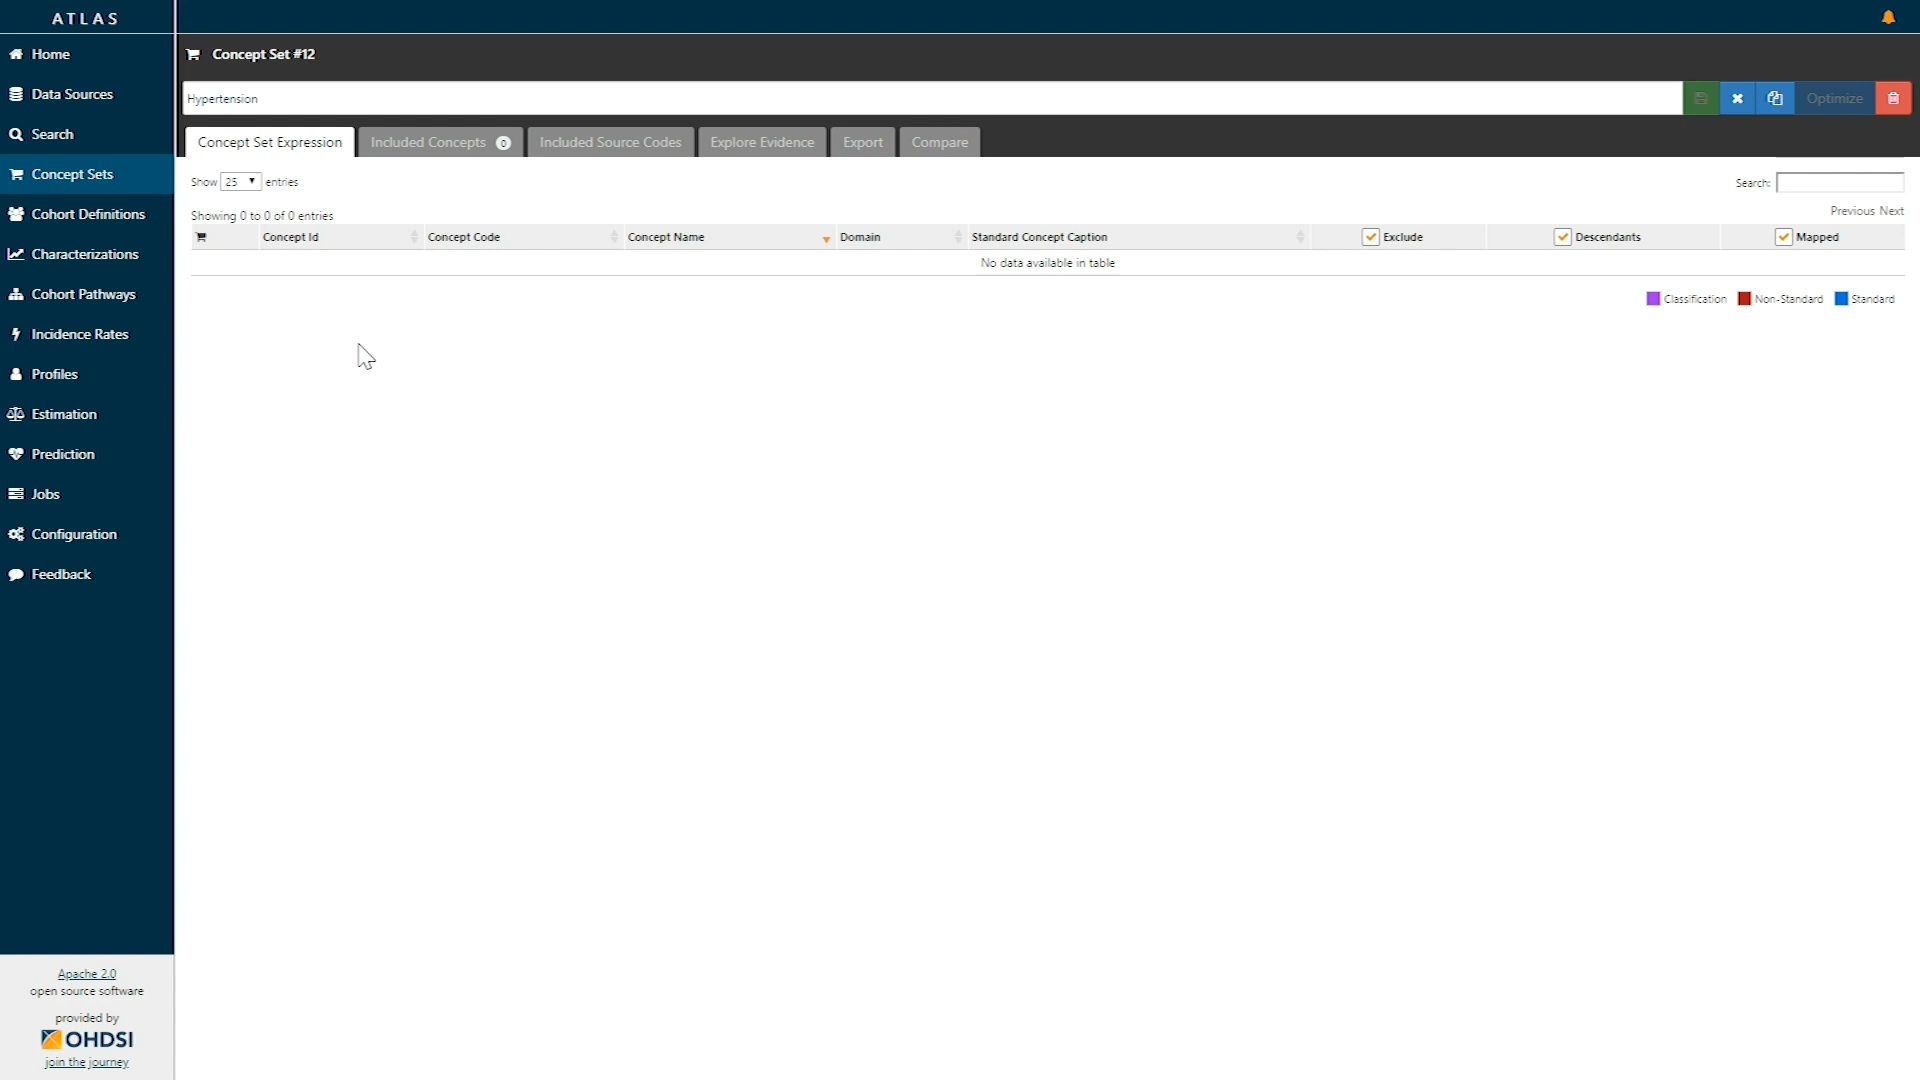 ATLAS
Home
Data Sources
Search
Concept Sets
Cohort Definitions
Characterizations
Cohort Pathways
Incidence Rates
Profiles
Estimation
Prediction
Jobs
Configuration
Feedback
Apache 2.0
open source software
provided by
OHDSI
join the journey
Concept Set #12
Hypertension
Optimize
Concept Set Expression Included Concepts 0 Included Source Codes Explore Evidence Export Compare
Show 25 entries Search:
Showing 0 to 0 of 0 entries Previous Next
Concept Id Concept Code Concept Name Domain Standard Concept Caption Exclude Descendants Mapped
No data available in table
Classification Non-Standard Standard